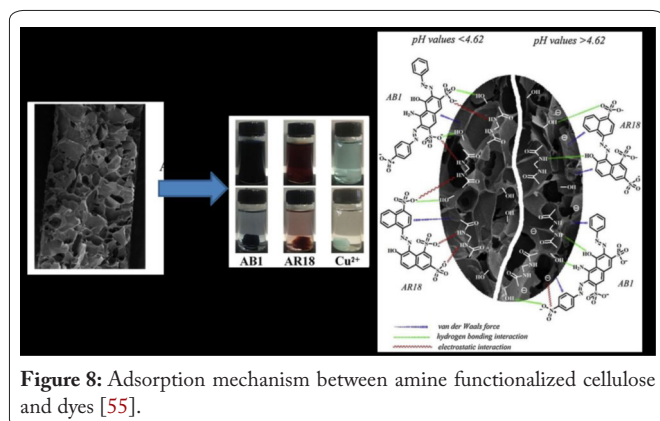 pH values <4.62
pH values >4.62
AB1
AR18
AR18
AB1
AB1
AR18
Cu²⁺
van der Waals force
hydrogen bonding interaction
electrostatic interaction
Figure 8: Adsorption mechanism between amine functionalized cellulose
and dyes [55].